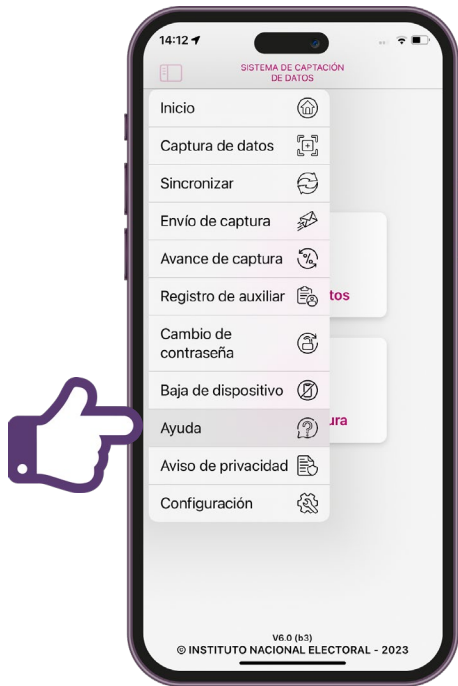 14:12
SISTEMA DE CAPTACIÓN
DE DATOS
Inicio
Captura de datos
Sincronizar
Envío de captura
Avance de captura
Registro de auxiliar
tos
Cambio de
contraseña
Baja de dispositivo
Ayuda
ura
Aviso de privacidad
Configuración
V6.0 (b3)
© INSTITUTO NACIONAL ELECTORAL - 2023